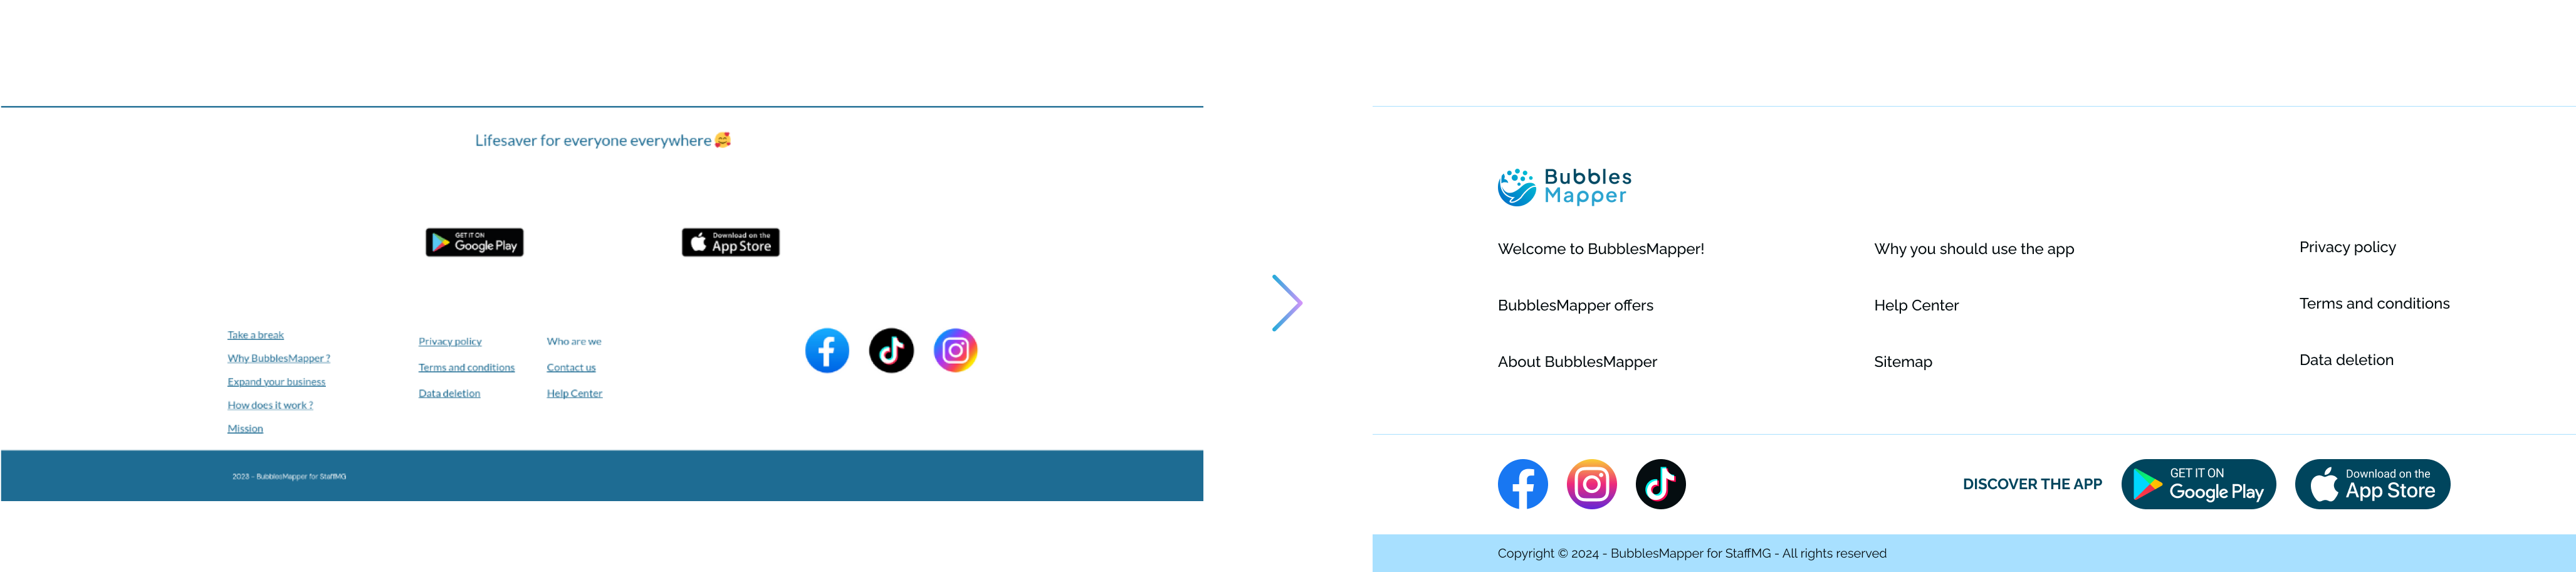 Lifesaver for everyone everywhere 🥰
GET IT ON
Google Play
Download on the
App Store
Take a break
Why BubblesMapper ?
Expand your business
How does it work ?
Mission
Privacy policy
Terms and conditions
Data deletion
Who are we
Contact us
Help Center
2023 - BubblesMapper for StaffMG
Bubbles
Mapper
Welcome to BubblesMapper!
BubblesMapper offers
About BubblesMapper
Why you should use the app
Help Center
Sitemap
Privacy policy
Terms and conditions
Data deletion
DISCOVER THE APP
GET IT ON
Google Play
Download on the
App Store
Copyright © 2024 - BubblesMapper for StaffMG - All rights reserved